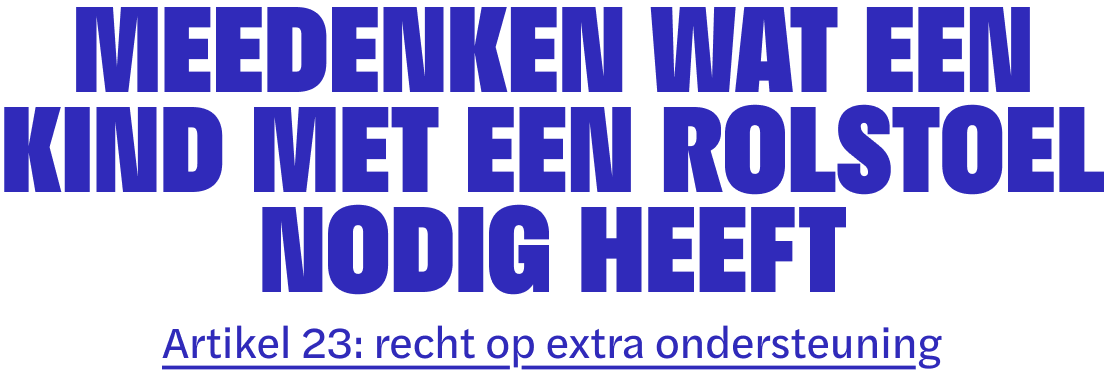 MEEDENKEN WAT EEN
KIND MET EEN ROLSTOEL
NODIG HEEFT
Artikel 23: recht op extra ondersteuning